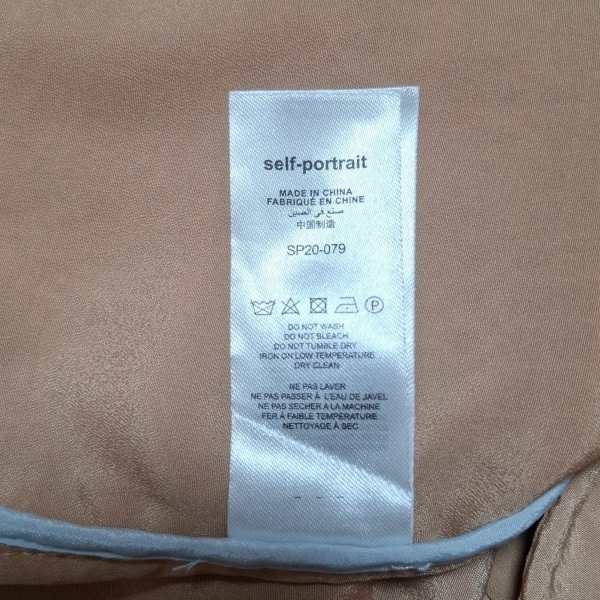 self-portrait
MADE IN CHINA
FABRIQUÉ EN CHINE
صنع في الصين
中国制造
SP20-079
P
DO NOT WASH
DO NOT BLEACH
DO NOT TUMBLE DRY
IRON ON LOW TEMPERATURE
DRY CLEAN
NE PAS LAVER
NE PAS PASSER À L'EAU DE JAVEL
NE PAS SECHER A LA MACHINE
FER À FAIBLE TEMPÉRATURE
NETTOYAGE À SEC